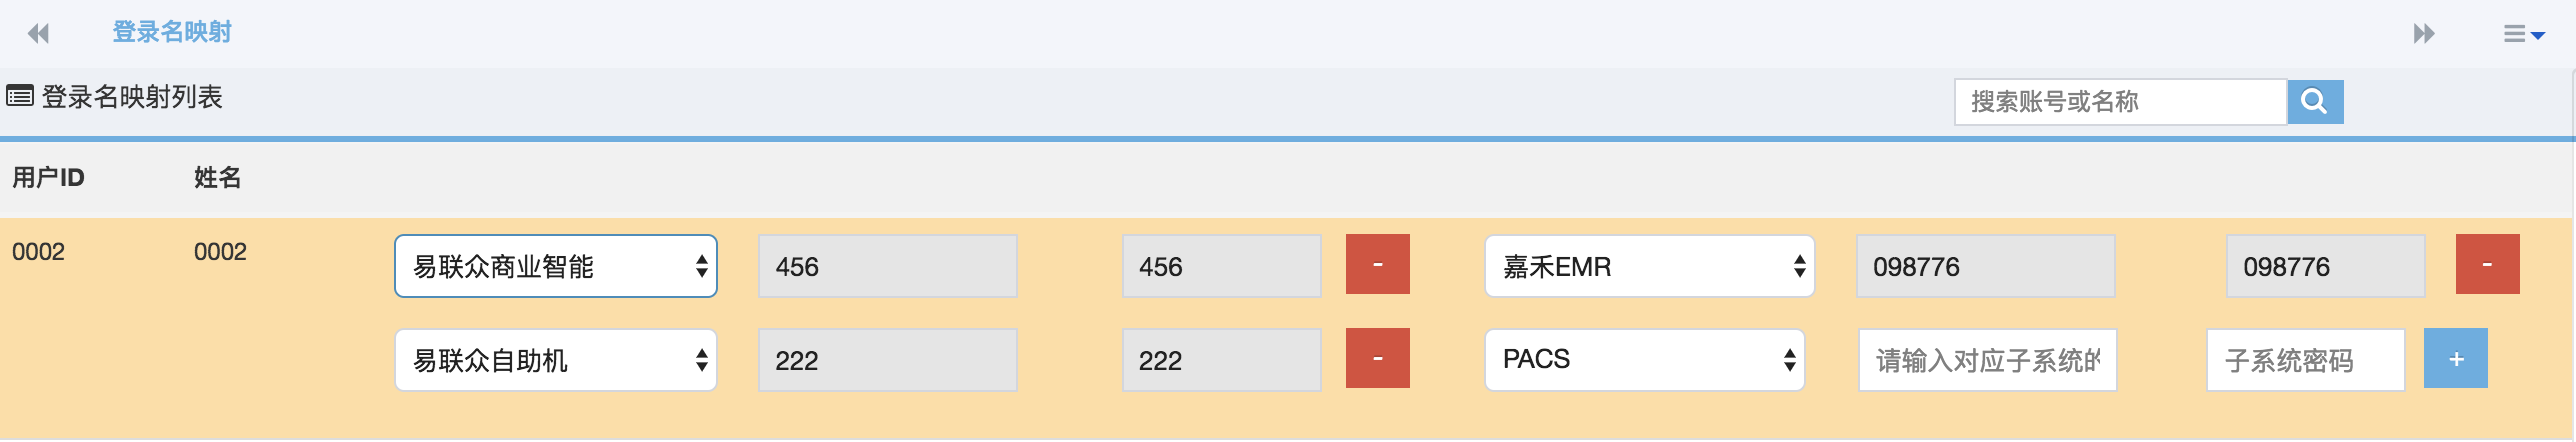 登录名映射
登录名映射列表 搜索账号或名称
用户ID 姓名
0002 0002 易联众商业智能 456 456 - 嘉禾EMR 098776 098776 -
易联众自助机 222 222 - PACS 请输入对应子系统的 子系统密码 +